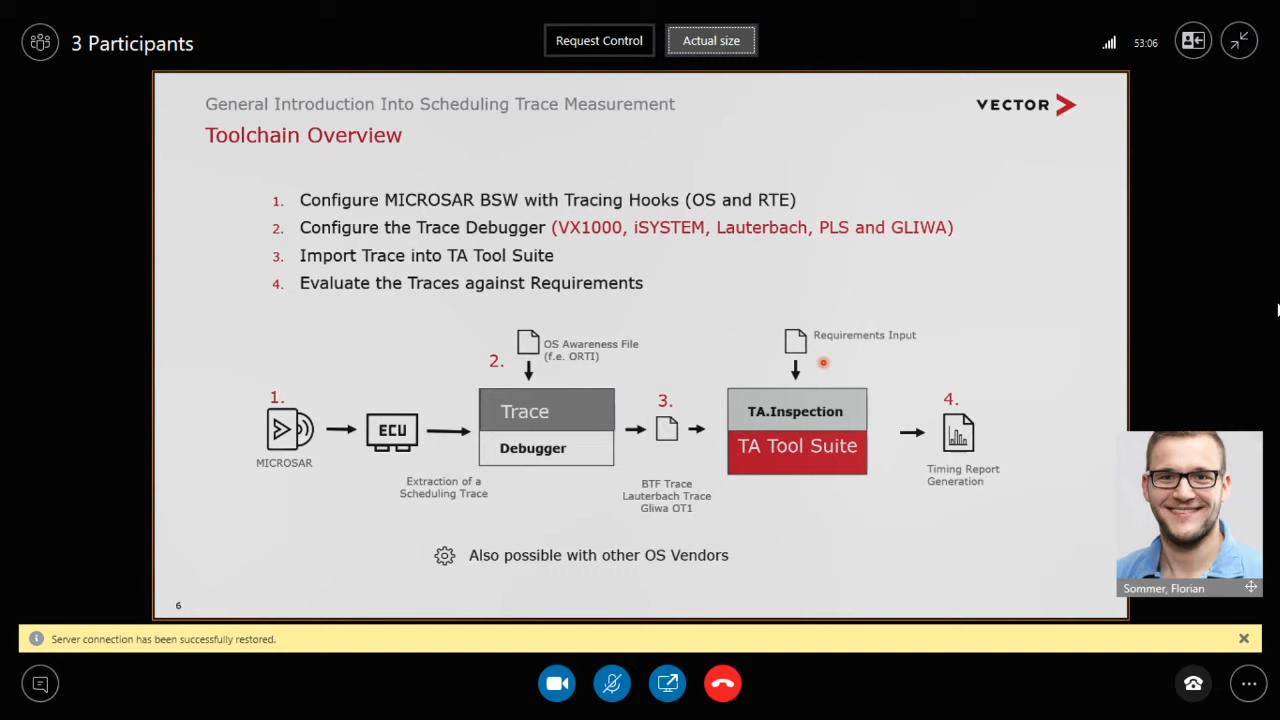 3 Participants
Request Control
Actual size
53:06
General Introduction Into Scheduling Trace Measurement
VECTOR
Toolchain Overview
1. Configure MICROSAR BSW with Tracing Hooks (OS and RTE)
2. Configure the Trace Debugger (VX1000, iSYSTEM, Lauterbach, PLS and GLIWA)
3. Import Trace into TA Tool Suite
4. Evaluate the Traces against Requirements
2.
OS Awareness File
(f.e. ORTI)
Requirements Input
1.
MICROSAR
ECU
Extraction of a
Scheduling Trace
Trace
Debugger
3.
BTF Trace
Lauterbach Trace
Gliwa OT1
TA.Inspection
TA Tool Suite
4.
Timing Report
Generation
Also possible with other OS Vendors
6
Sommer, Florian
Server connection has been successfully restored.